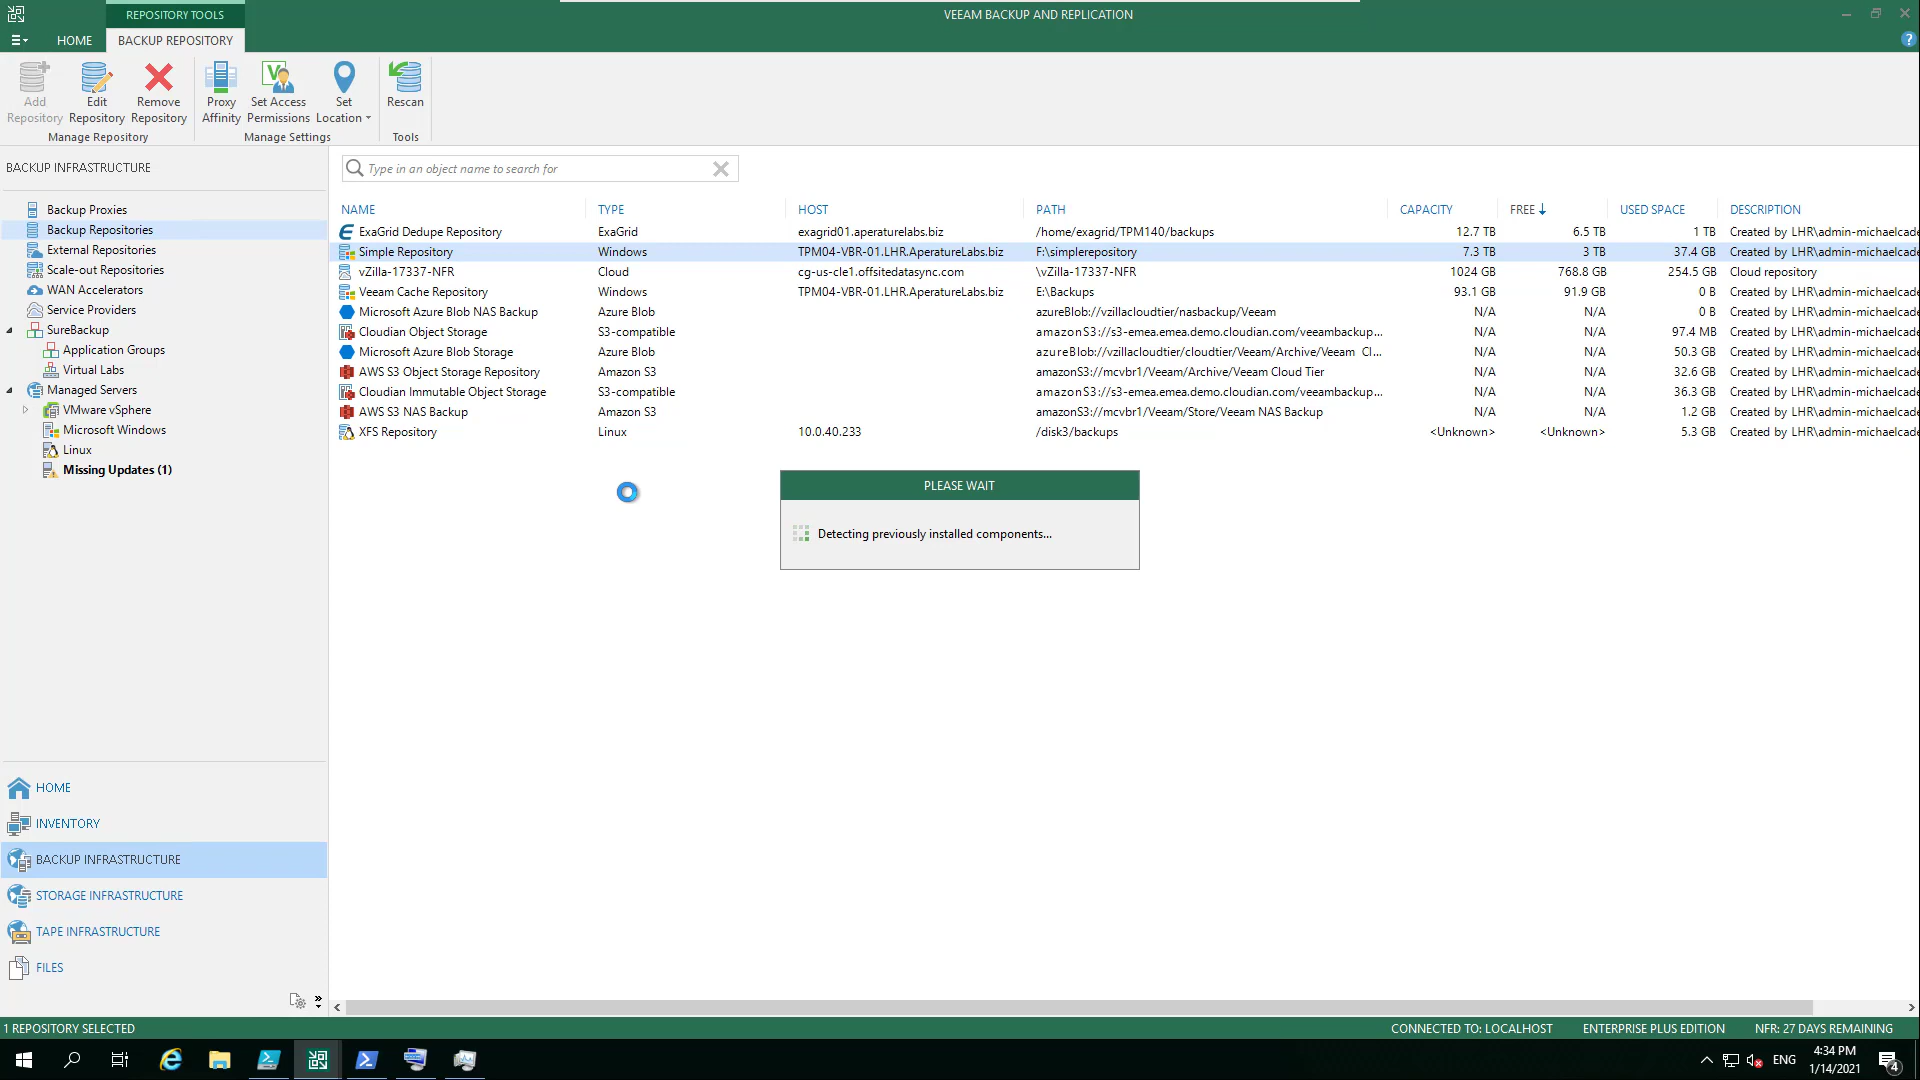 REPOSITORY TOOLS
VEEAM BACKUP AND REPLICATION
HOME
BACKUP REPOSITORY
?
Add Repository
Edit Repository
Remove Repository
Proxy Affinity
Set Access Permissions
Set Location
Rescan
Manage Repository
Manage Settings
Tools
BACKUP INFRASTRUCTURE
Type in an object name to search for
Backup Proxies
Backup Repositories
External Repositories
Scale-out Repositories
WAN Accelerators
Service Providers
SureBackup
Application Groups
Virtual Labs
Managed Servers
VMware vSphere
Microsoft Windows
Linux
Missing Updates (1)
NAME TYPE HOST PATH CAPACITY FREE USED SPACE DESCRIPTION
ExaGrid Dedupe Repository ExaGrid exagrid01.aperaturelabs.biz /home/exagrid/TPM140/backups 12.7 TB 6.5 TB 1 TB Created by LHR\admin-michaelcade
Simple Repository Windows TPM04-VBR-01.LHR.AperatureLabs.biz F:\simplerepository 7.3 TB 3 TB 37.4 GB Created by LHR\admin-michaelcade
vZilla-17337-NFR Cloud cg-us-cle1.offsitedatasync.com \vZilla-17337-NFR 1024 GB 768.8 GB 254.5 GB Cloud repository
Veeam Cache Repository Windows TPM04-VBR-01.LHR.AperatureLabs.biz E:\Backups 93.1 GB 91.9 GB 0 B Created by LHR\admin-michaelcade
Microsoft Azure Blob NAS Backup Azure Blob azureBlob://vzillacloudtier/nasbackup/Veeam N/A N/A 0 B Created by LHR\admin-michaelcade
Cloudian Object Storage S3-compatible amazonS3://s3-emea.emea.demo.cloudian.com/veeambackup... N/A N/A 97.4 MB Created by LHR\admin-michaelcade
Microsoft Azure Blob Storage Azure Blob azureBlob://vzillacloudtier/cloudtier/Veeam/Archive/Veeam Cl... N/A N/A 50.3 GB Created by LHR\admin-michaelcade
AWS S3 Object Storage Repository Amazon S3 amazonS3://mcvbr1/Veeam/Archive/Veeam Cloud Tier N/A N/A 32.6 GB Created by LHR\admin-michaelcade
Cloudian Immutable Object Storage S3-compatible amazonS3://s3-emea.emea.demo.cloudian.com/veeambackup... N/A N/A 36.3 GB Created by LHR\admin-michaelcade
AWS S3 NAS Backup Amazon S3 amazonS3://mcvbr1/Veeam/Store/Veeam NAS Backup N/A N/A 1.2 GB Created by LHR\admin-michaelcade
XFS Repository Linux 10.0.40.233 /disk3/backups <Unknown> <Unknown> 5.3 GB Created by LHR\admin-michaelcade
PLEASE WAIT
Detecting previously installed components...
HOME
INVENTORY
BACKUP INFRASTRUCTURE
STORAGE INFRASTRUCTURE
TAPE INFRASTRUCTURE
FILES
1 REPOSITORY SELECTED
CONNECTED TO: LOCALHOST
ENTERPRISE PLUS EDITION
NFR: 27 DAYS REMAINING
ENG
4:34 PM
1/14/2021
4